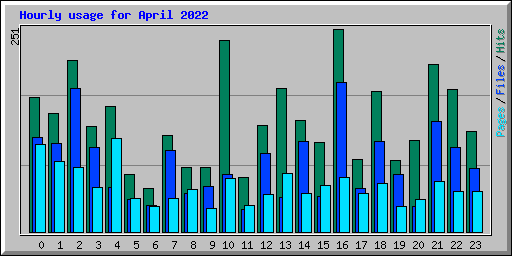 Hourly usage for April 2022
251
Pages / Files / Hits
0 1 2 3 4 5 6 7 8 9 10 11 12 13 14 15 16 17 18 19 20 21 22 23